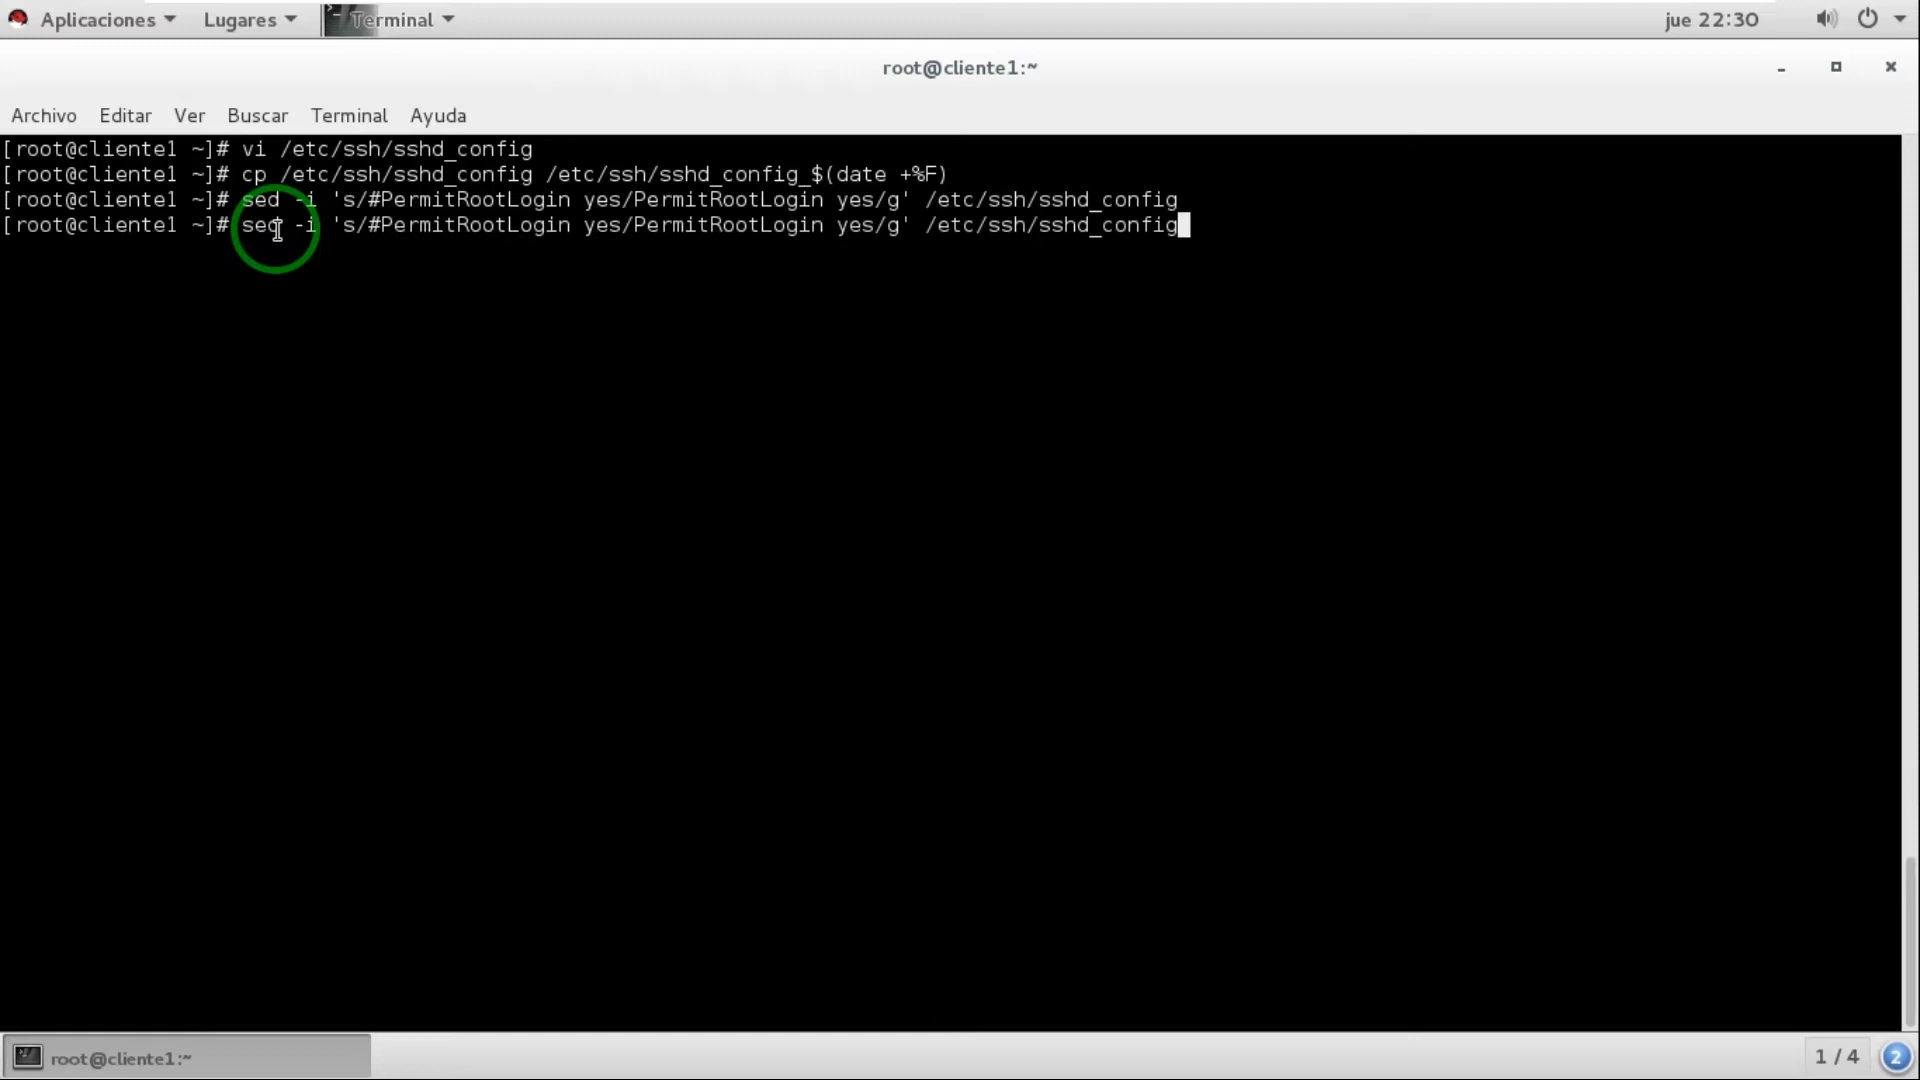 Aplicaciones Lugares Terminal jue 22:30
root@cliente1:~
Archivo Editar Ver Buscar Terminal Ayuda
[root@cliente1 ~]# vi /etc/ssh/sshd_config
[root@cliente1 ~]# cp /etc/ssh/sshd_config /etc/ssh/sshd_config_$(date +%F)
[root@cliente1 ~]# sed -i 's/#PermitRootLogin yes/PermitRootLogin yes/g' /etc/ssh/sshd_config
[root@cliente1 ~]# sed -i 's/#PermitRootLogin yes/PermitRootLogin yes/g' /etc/ssh/sshd_config
root@cliente1:~ 1 / 4 2